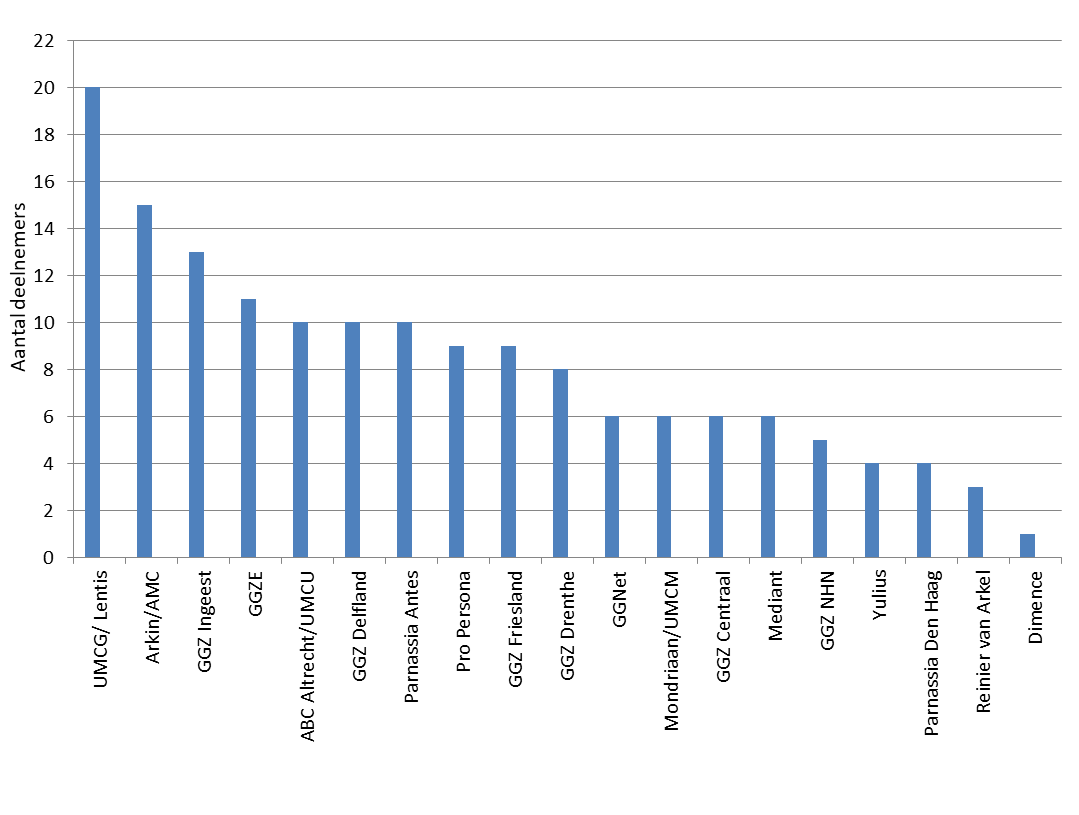 22
20
18
16
14
12
10
8
6
4
2
0
Aantal deelnemers
UMCG/ Lentis
Arkin/AMC
GGZ Ingeest
GGZE
ABC Altrecht/UMCU
GGZ Delfland
Parnassia Antes
Pro Persona
GGZ Friesland
GGZ Drenthe
GGNet
Mondriaan/UMCM
GGZ Centraal
Mediant
GGZ NHN
Yulius
Parnassia Den Haag
Reinier van Arkel
Dimence